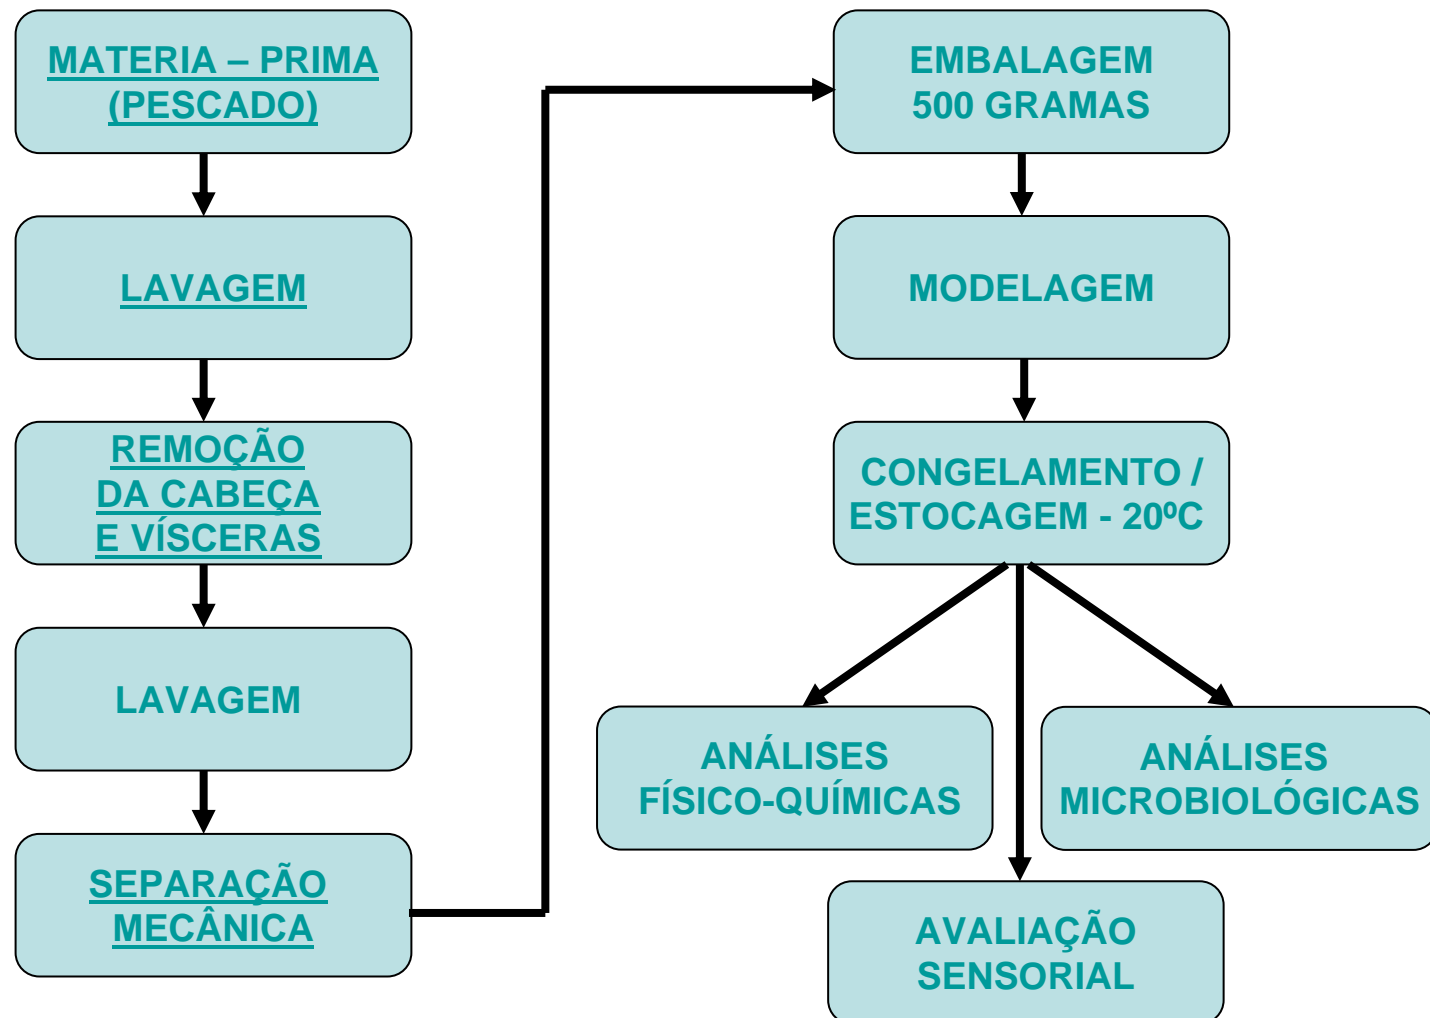 MATERIA – PRIMA
(PESCADO)
LAVAGEM
REMOÇÃO
DA CABEÇA
E VÍSCERAS
LAVAGEM
SEPARAÇÃO
MECÂNICA
EMBALAGEM
500 GRAMAS
MODELAGEM
CONGELAMENTO /
ESTOCAGEM - 20ºC
ANÁLISES
FÍSICO-QUÍMICAS
ANÁLISES
MICROBIOLÓGICAS
AVALIAÇÃO
SENSORIAL